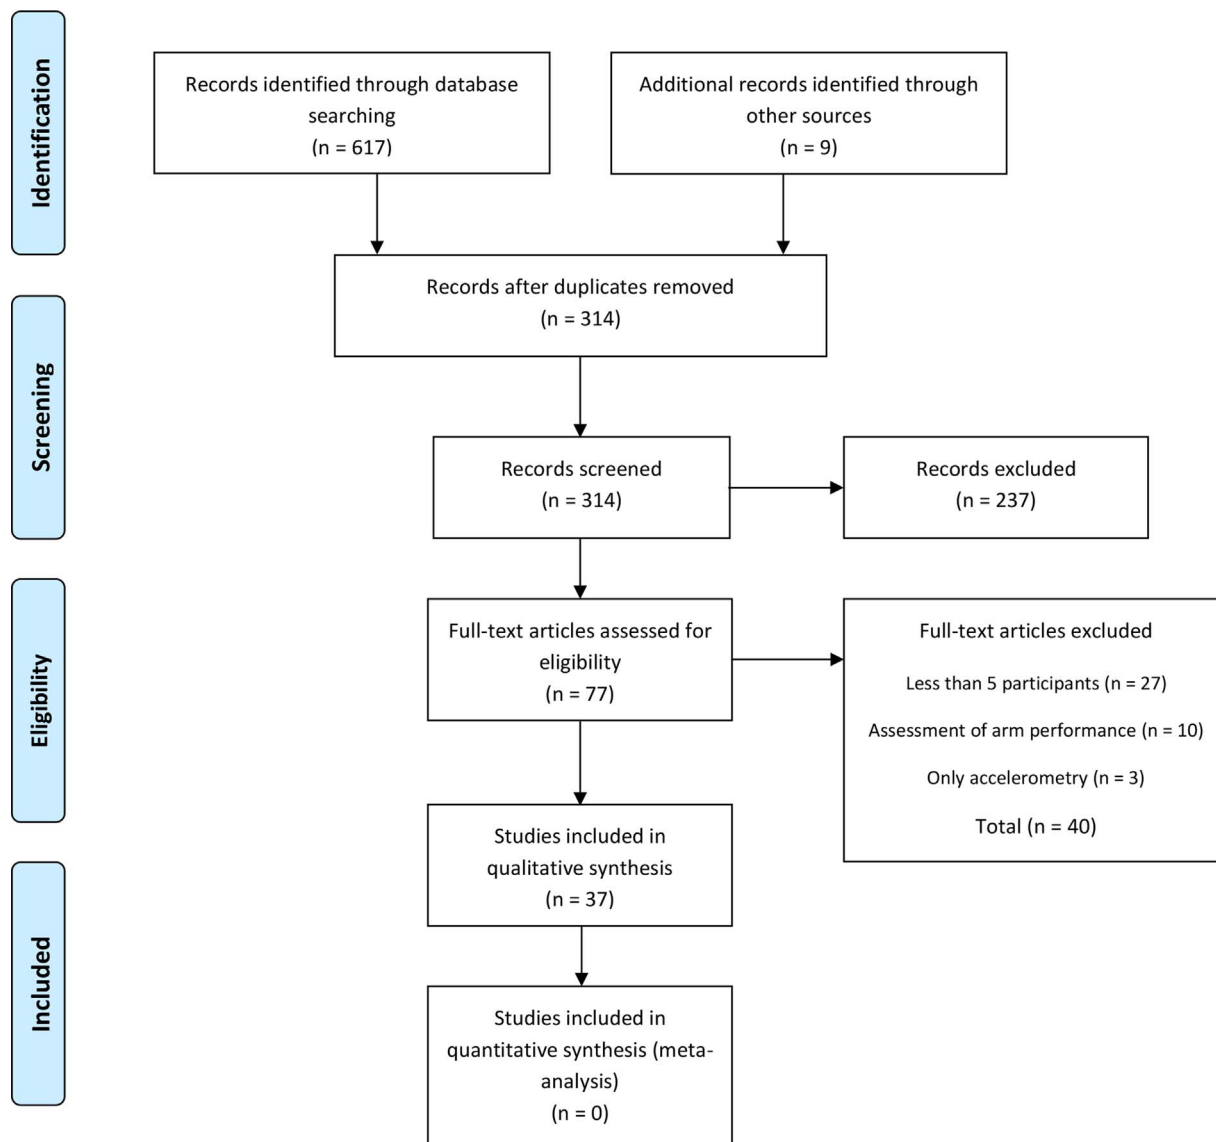 Identification
Records identified through database
searching
(n = 617)
Additional records identified through
other sources
(n = 9)
Records after duplicates removed
(n = 314)
Screening
Records screened
(n = 314)
Records excluded
(n = 237)
Eligibility
Full-text articles assessed for
eligibility
(n = 77)
Full-text articles excluded
Less than 5 participants (n = 27)
Assessment of arm performance (n = 10)
Only accelerometry (n = 3)
Total (n = 40)
Studies included in
qualitative synthesis
(n = 37)
Included
Studies included in
quantitative synthesis (meta-
analysis)
(n = 0)